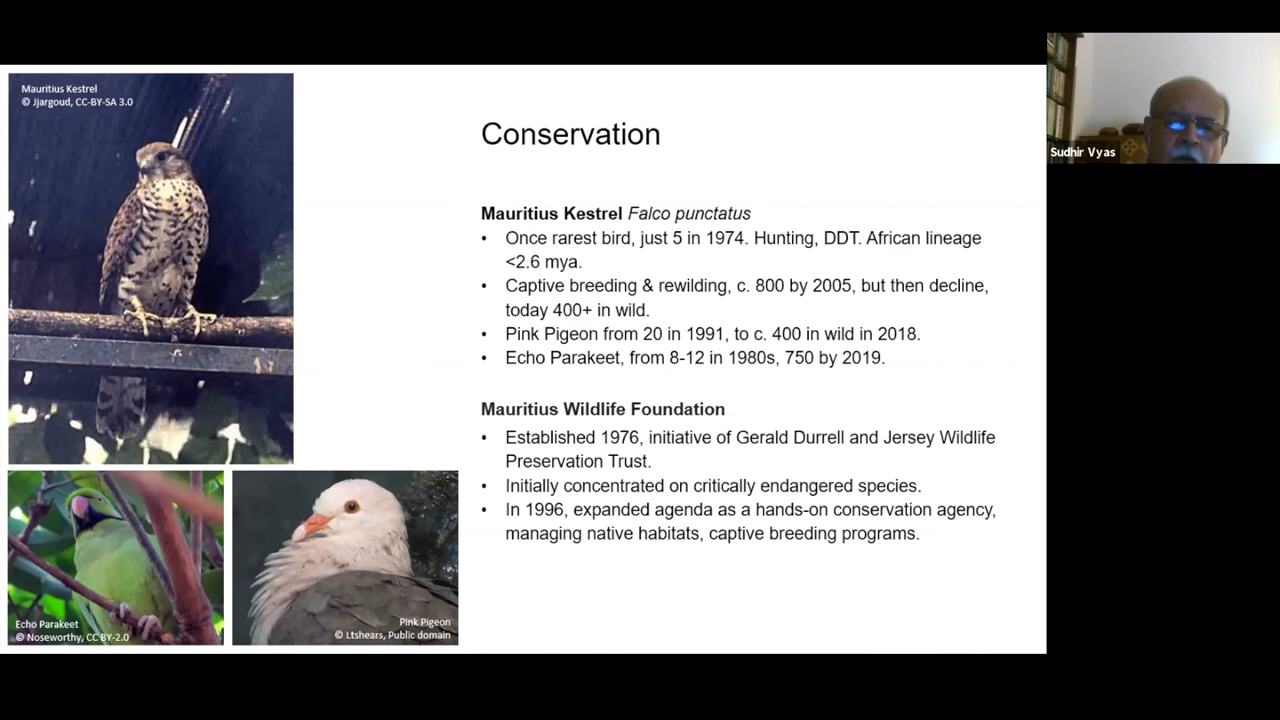 Mauritius Kestrel
© Jjargoud, CC-BY-SA 3.0
Conservation
Mauritius Kestrel Falco punctatus
• Once rarest bird, just 5 in 1974. Hunting, DDT. African lineage
<2.6 mya.
• Captive breeding & rewilding, c. 800 by 2005, but then decline,
today 400+ in wild.
• Pink Pigeon from 20 in 1991, to c. 400 in wild in 2018.
• Echo Parakeet, from 8-12 in 1980s, 750 by 2019.
Mauritius Wildlife Foundation
• Established 1976, initiative of Gerald Durrell and Jersey Wildlife
Preservation Trust.
• Initially concentrated on critically endangered species.
• In 1996, expanded agenda as a hands-on conservation agency,
managing native habitats, captive breeding programs.
Echo Parakeet
© Noseworthy, CC BY-2.0
Pink Pigeon
© Ltshears, Public domain
Sudhir Vyas